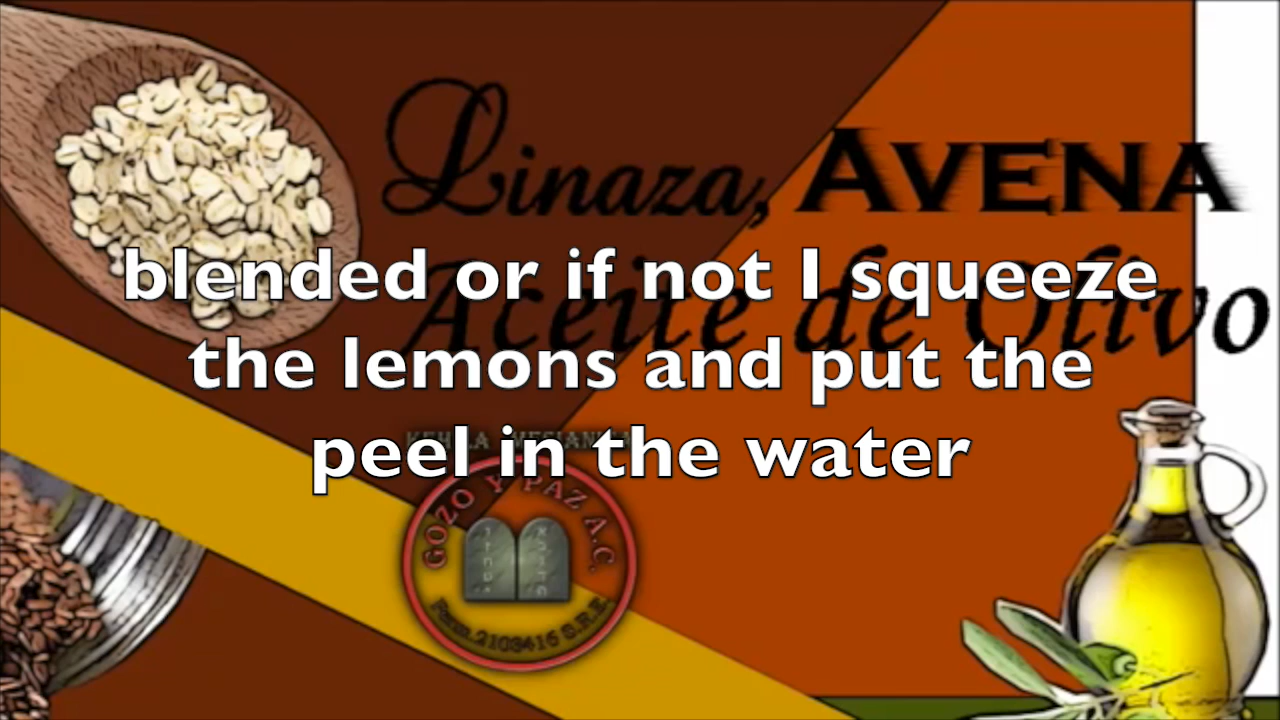 Linaza, AVENA
Aceite de Olivo
blended or if not I squeeze
the lemons and put the
peel in the water
GOZO Y PAZ A.C.
2103416 S.R.E.